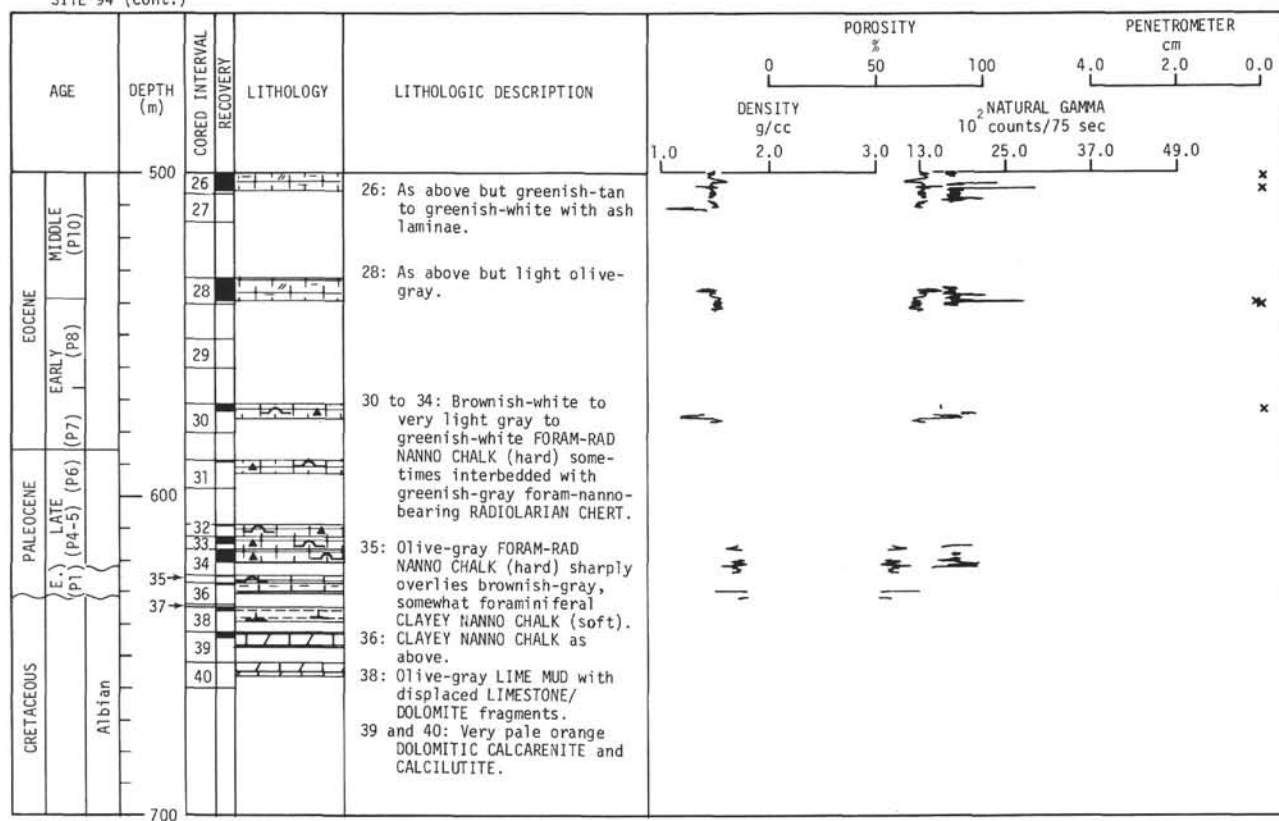 SITE 94 (Cont.)
POROSITY
%
0 50 100
PENETROMETER
cm
4.0 2.0 0.0
AGE
DEPTH
(m)
CORED INTERVAL
RECOVERY
LITHOLOGY
LITHOLOGIC DESCRIPTION
DENSITY
g/cc
1.0 2.0 3.0
NATURAL GAMMA
10² counts/75 sec
13.0 25.0 37.0 49.0
EOCENE
MIDDLE
(P10)
EARLY
(P8)
(P7)
PALEOCENE
LATE
(P6)
(P4-5)
E.)
P1)
CRETACEOUS
Albian
500
600
700
26
27
28
29
30
31
32
33
34
35
36
37
38
39
40
26: As above but greenish-tan
to greenish-white with ash
laminae.
28: As above but light olive-
gray.
30 to 34: Brownish-white to
very light gray to
greenish-white FORAM-RAD
NANNO CHALK (hard) some-
times interbedded with
greenish-gray foram-nanno-
bearing RADIOLARIAN CHERT.
35: Olive-gray FORAM-RAD
NANNO CHALK (hard) sharply
overlies brownish-gray,
somewhat foraminiferal
CLAYEY NANNO CHALK (soft).
36: CLAYEY NANNO CHALK as
above.
38: Olive-gray LIME MUD with
displaced LIMESTONE/
DOLOMITE fragments.
39 and 40: Very pale orange
DOLOMITIC CALCARENITE and
CALCILUTITE.